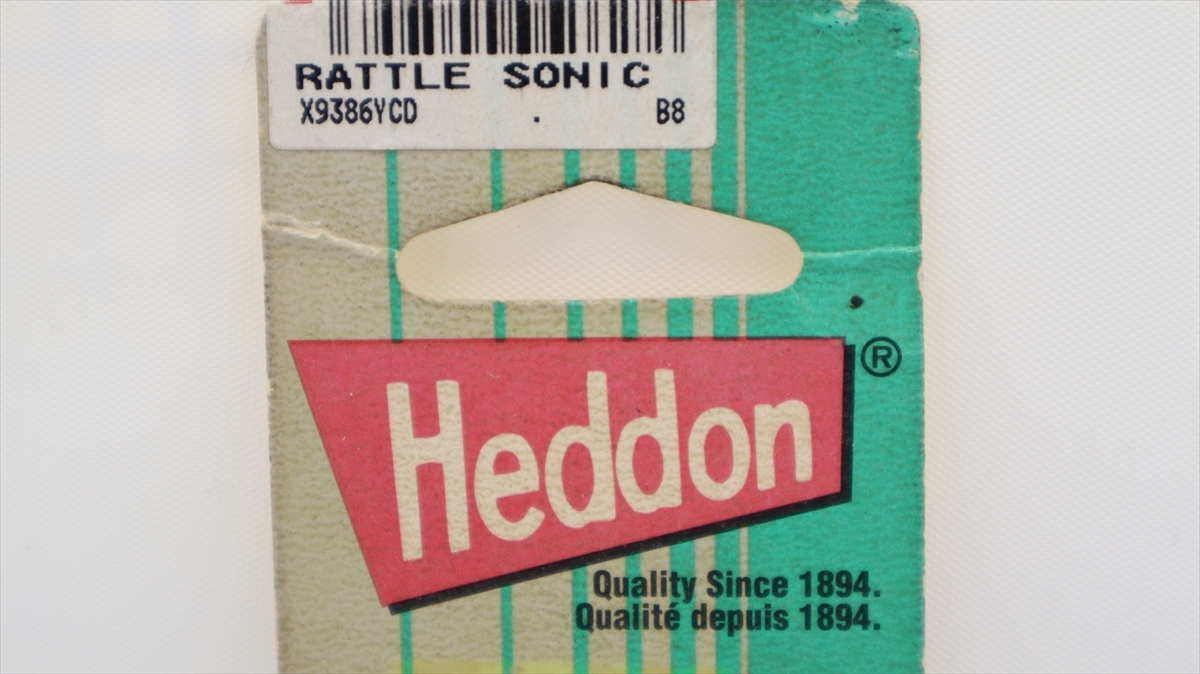 RATTLE SONIC
X9386YCD . B8
Heddon®
Quality Since 1894.
Qualité depuis 1894.